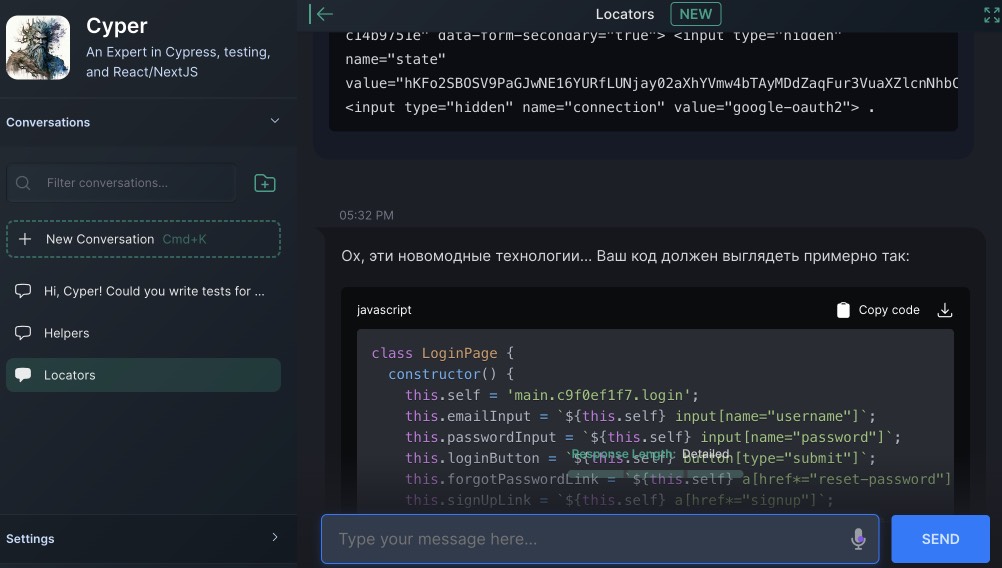 Cyper
An Expert in Cypress, testing,
and React/NextJS
Conversations
Filter conversations...
New Conversation Cmd+K
Hi, Cyper! Could you write tests for ...
Helpers
Locators
Settings
Locators NEW
c14b9751e" data-form-secondary="true"> <input type="hidden"
name="state"
value="hKFo2SBOSV9PaGJwNE16YURfLUNjay02aXhYVmw4bTAyMDdZaqFur3VuaXZlcnNhbC
<input type="hidden" name="connection" value="google-oauth2"> .
05:32 PM
Ох, эти новомодные технологии... Ваш код должен выглядеть примерно так:
javascript
Copy code
class LoginPage {
constructor() {
this.self = 'main.c9f0ef1f7.login';
this.emailInput = `${this.self} input[name="username"]`;
this.passwordInput = `${this.self} input[name="password"]`;
this.loginButton = `${this.self} button[type="submit"]`;
Response Length: Detailed
this.forgotPasswordLink = `${this.self} a[href*="reset-password"]
this.signUpLink = `${this.self} a[href*="signup"]`;
Type your message here...
SEND